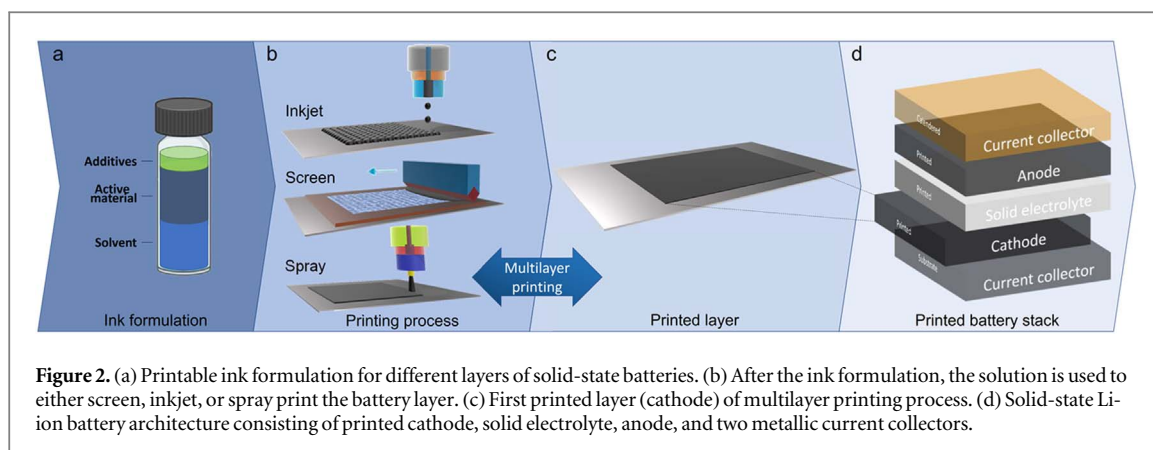 a
Additives
Active
material
Solvent
Ink formulation
b
Inkjet
Screen
Spray
Multilayer
printing
Printing process
c
Printed layer
d
Current collector
Printed
Anode
Printed
Solid electrolyte
Printed
Cathode
Substrate
Current collector
Printed battery stack
Figure 2. (a) Printable ink formulation for different layers of solid-state batteries. (b) After the ink formulation, the solution is used to
either screen, inkjet, or spray print the battery layer. (c) First printed layer (cathode) of multilayer printing process. (d) Solid-state Li-
ion battery architecture consisting of printed cathode, solid electrolyte, anode, and two metallic current collectors.